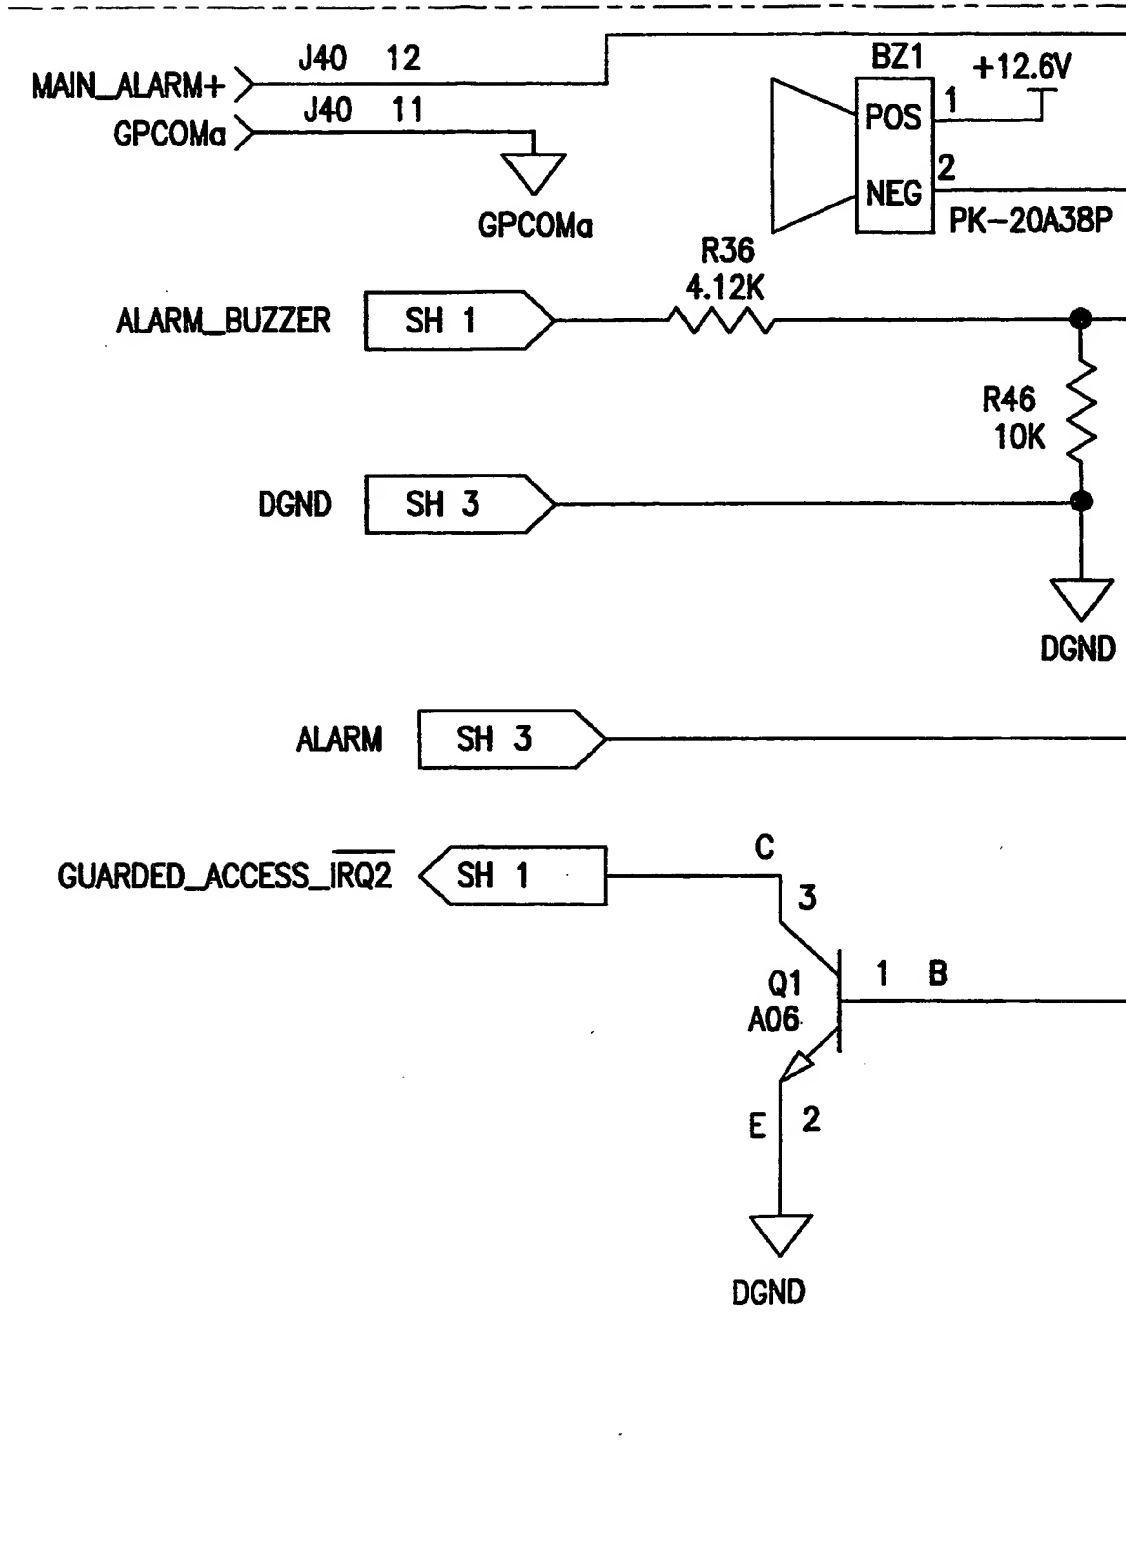 J40 12
MAIN_ALARM+
J40 11
GPCOMa
GPCOMa
BZ1
+12.6V
POS
1
NEG
2
PK-20A38P
R36
4.12K
ALARM_BUZZER
SH 1
R46
10K
DGND
SH 3
DGND
ALARM
SH 3
GUARDED_ACCESS_IRQ2
SH 1
C
3
Q1
A06
1 B
E 2
DGND